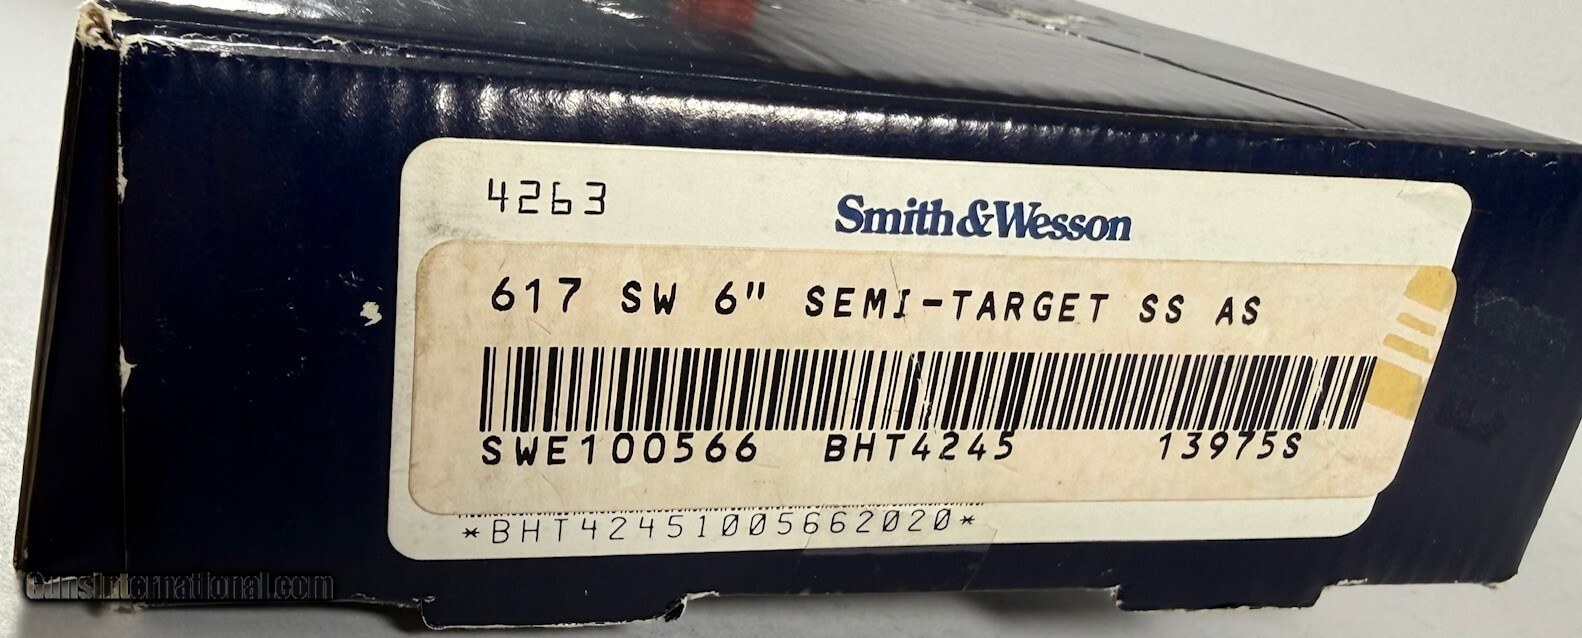 4263
Smith&Wesson
617 SW 6" SEMI-TARGET SS AS
SWE100566 BHT4245 13975S
*BHT42451005662020*
GunsInternational.com